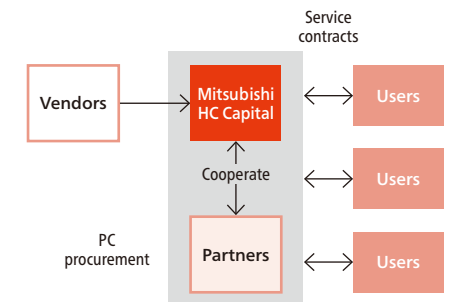 Service
contracts
Vendors
Mitsubishi
HC Capital
Users
Cooperate
Users
PC
procurement
Partners
Users